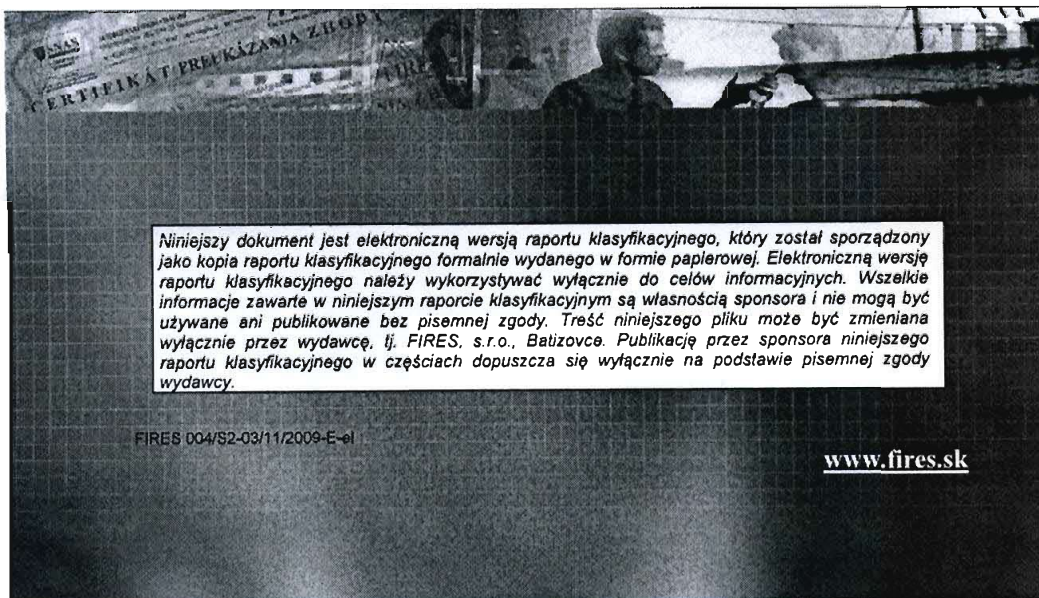 CERTIFIKÁT PREUKÁZANIA ZHODY
Niniejszy dokument jest elektroniczną wersją raportu klasyfikacyjnego, który został sporządzony
jako kopia raportu klasyfikacyjnego formalnie wydanego w formie papierowej. Elektroniczną wersję
raportu klasyfikacyjnego należy wykorzystywać wyłącznie do celów informacyjnych. Wszelkie
informacje zawarte w niniejszym raporcie klasyfikacyjnym są własnością sponsora i nie mogą być
używane ani publikowane bez pisemnej zgody. Treść niniejszego pliku może być zmieniana
wyłącznie przez wydawcę, tj. FIRES, s.r.o., Batizovce. Publikację przez sponsora niniejszego
raportu klasyfikacyjnego w częściach dopuszcza się wyłącznie na podstawie pisemnej zgody
wydawcy.
FIRES 004/S2-03/11/2009-E-el
www.fires.sk